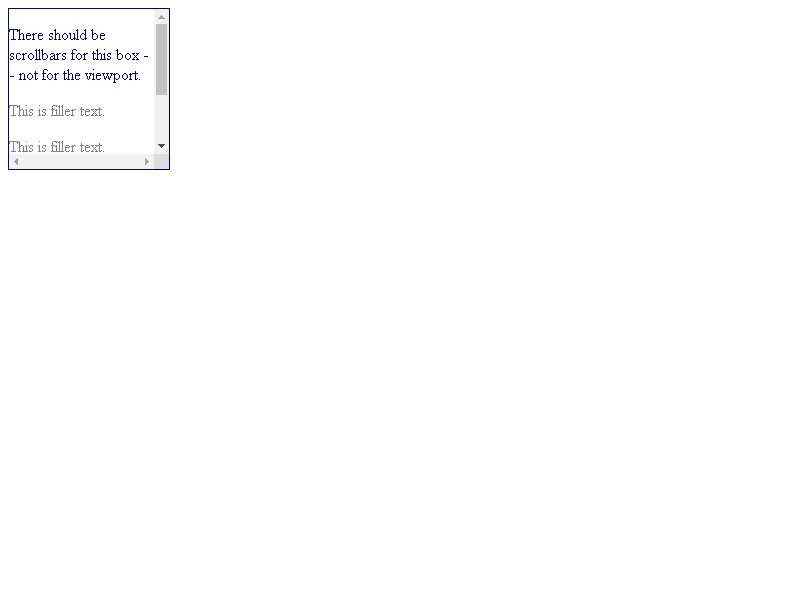 There should be
scrollbars for this box -
- not for the viewport.
This is filler text.
This is filler text.